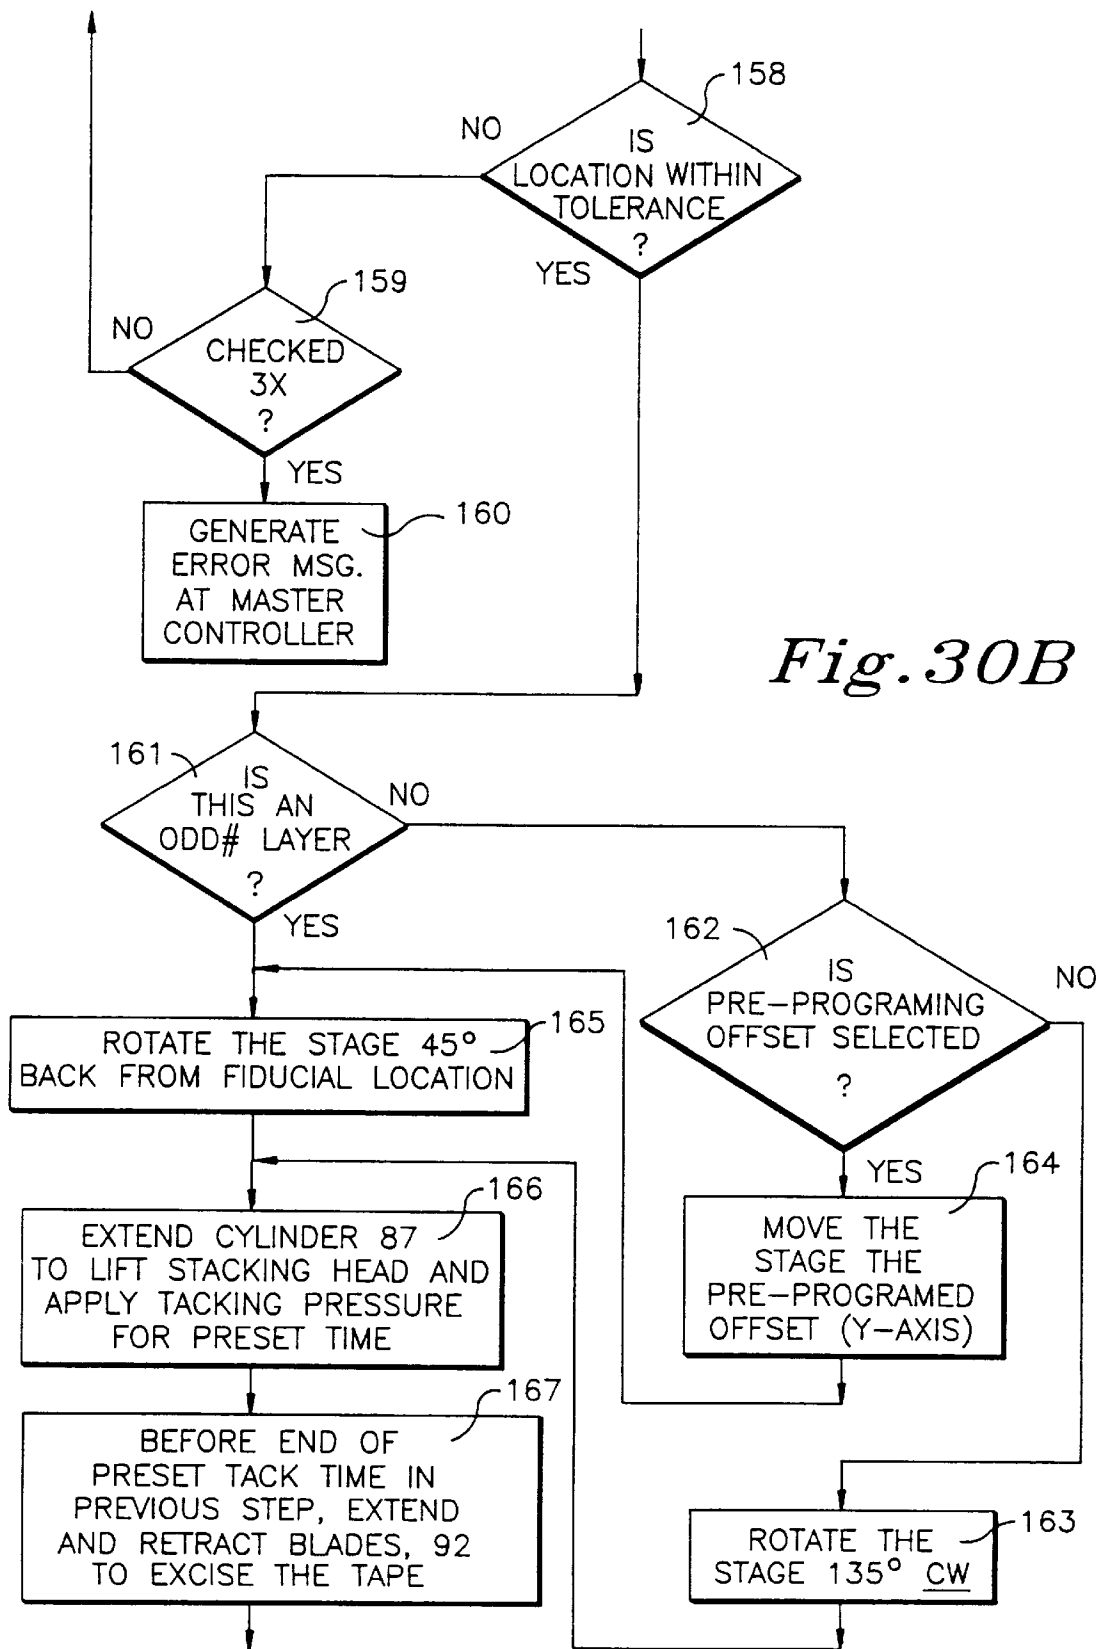 158
NO
IS
LOCATION WITHIN
TOLERANCE
?
YES
159
NO
CHECKED
3X
?
YES
160
GENERATE
ERROR MSG.
AT MASTER
CONTROLLER
Fig.30B
161
IS
THIS AN
ODD# LAYER
?
NO
YES
162
IS
PRE-PROGRAMING
OFFSET SELECTED
?
NO
YES
165
ROTATE THE STAGE 45°
BACK FROM FIDUCIAL LOCATION
164
MOVE THE
STAGE THE
PRE-PROGRAMED
OFFSET (Y-AXIS)
166
EXTEND CYLINDER 87
TO LIFT STACKING HEAD AND
APPLY TACKING PRESSURE
FOR PRESET TIME
167
BEFORE END OF
PRESET TACK TIME IN
PREVIOUS STEP, EXTEND
AND RETRACT BLADES, 92
TO EXCISE THE TAPE
163
ROTATE THE
STAGE 135° CW